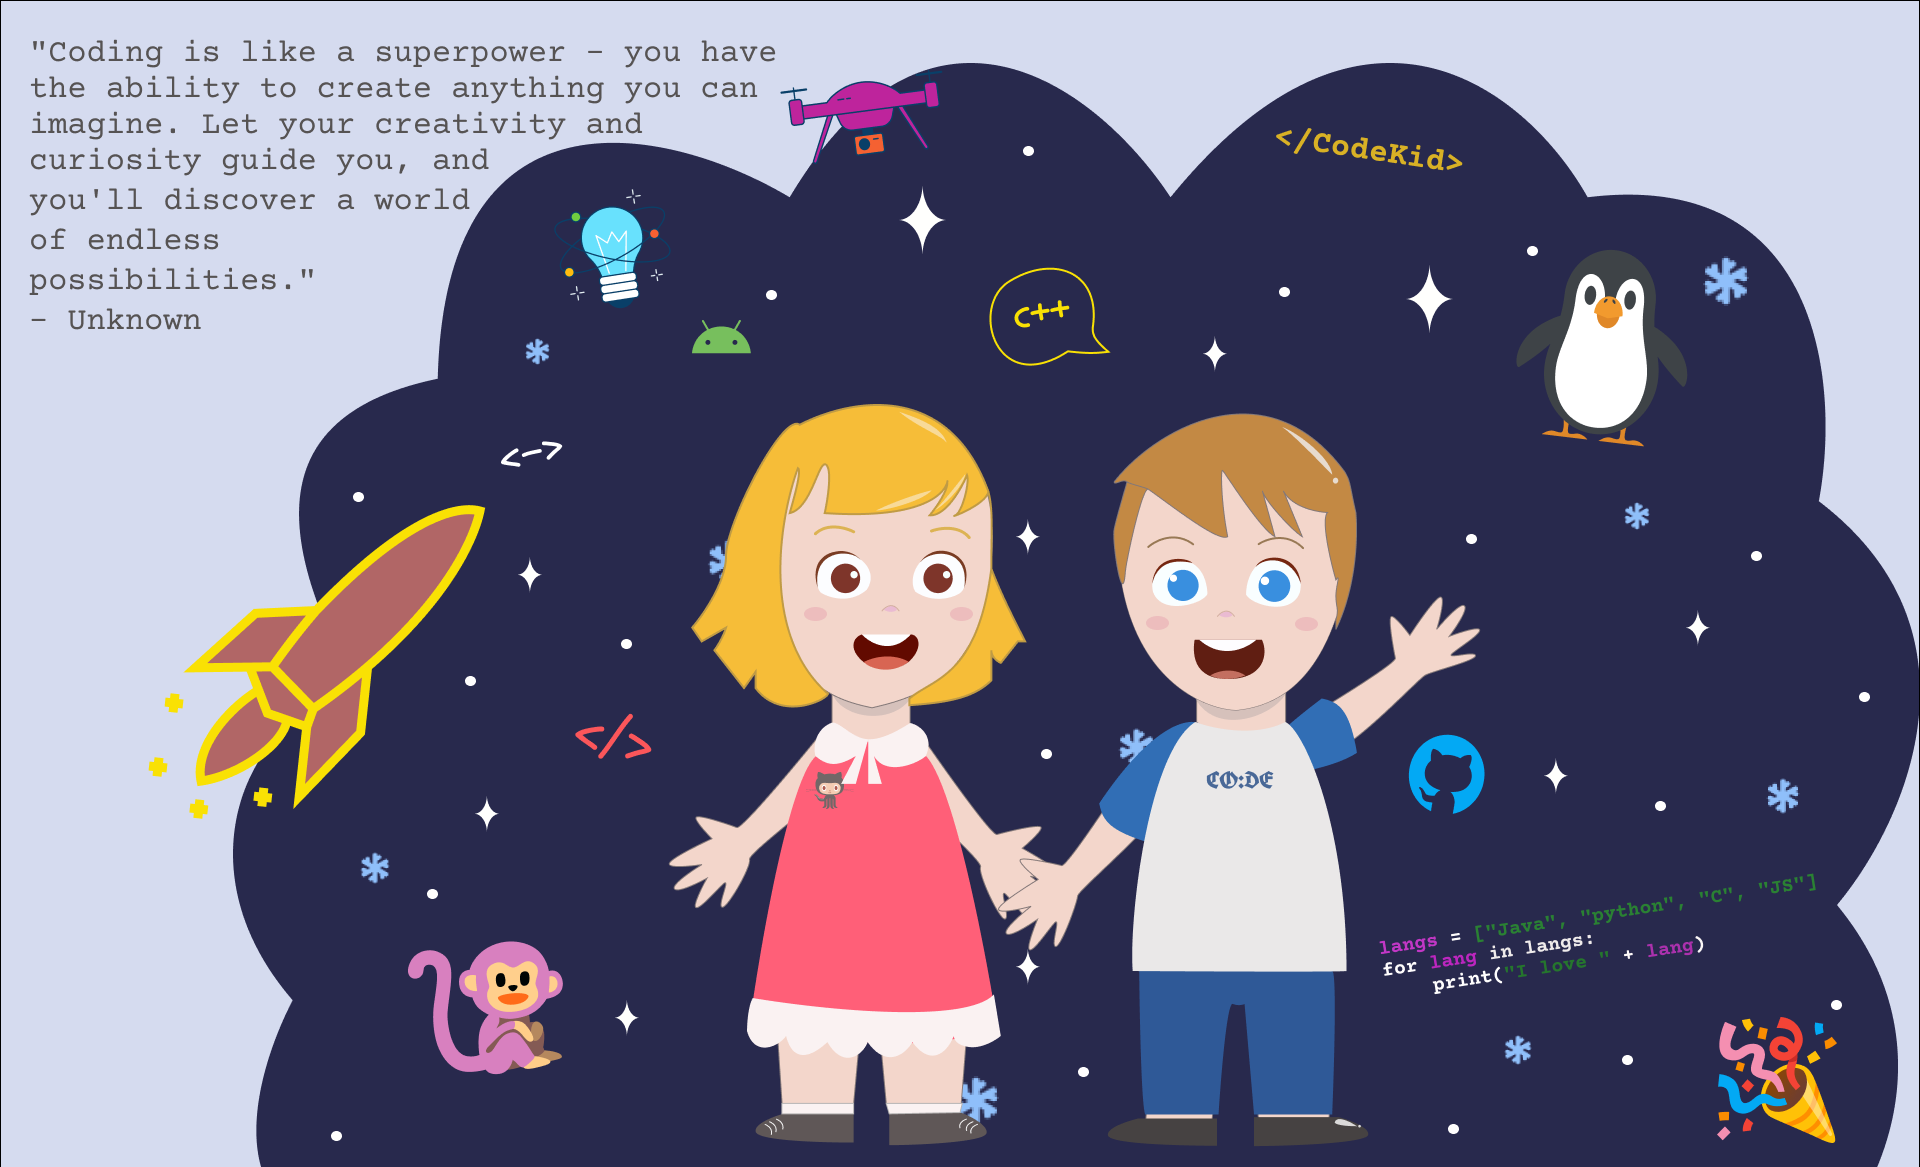 "Coding is like a superpower - you have
the ability to create anything you can
imagine. Let your creativity and
curiosity guide you, and
you'll discover a world
of endless
possibilities."
- Unknown
</CodeKid>
C++
<-->
</>
CO:DE
langs = ["Java", "python", "C", "JS"]
for lang in langs:
print("I love " + lang)